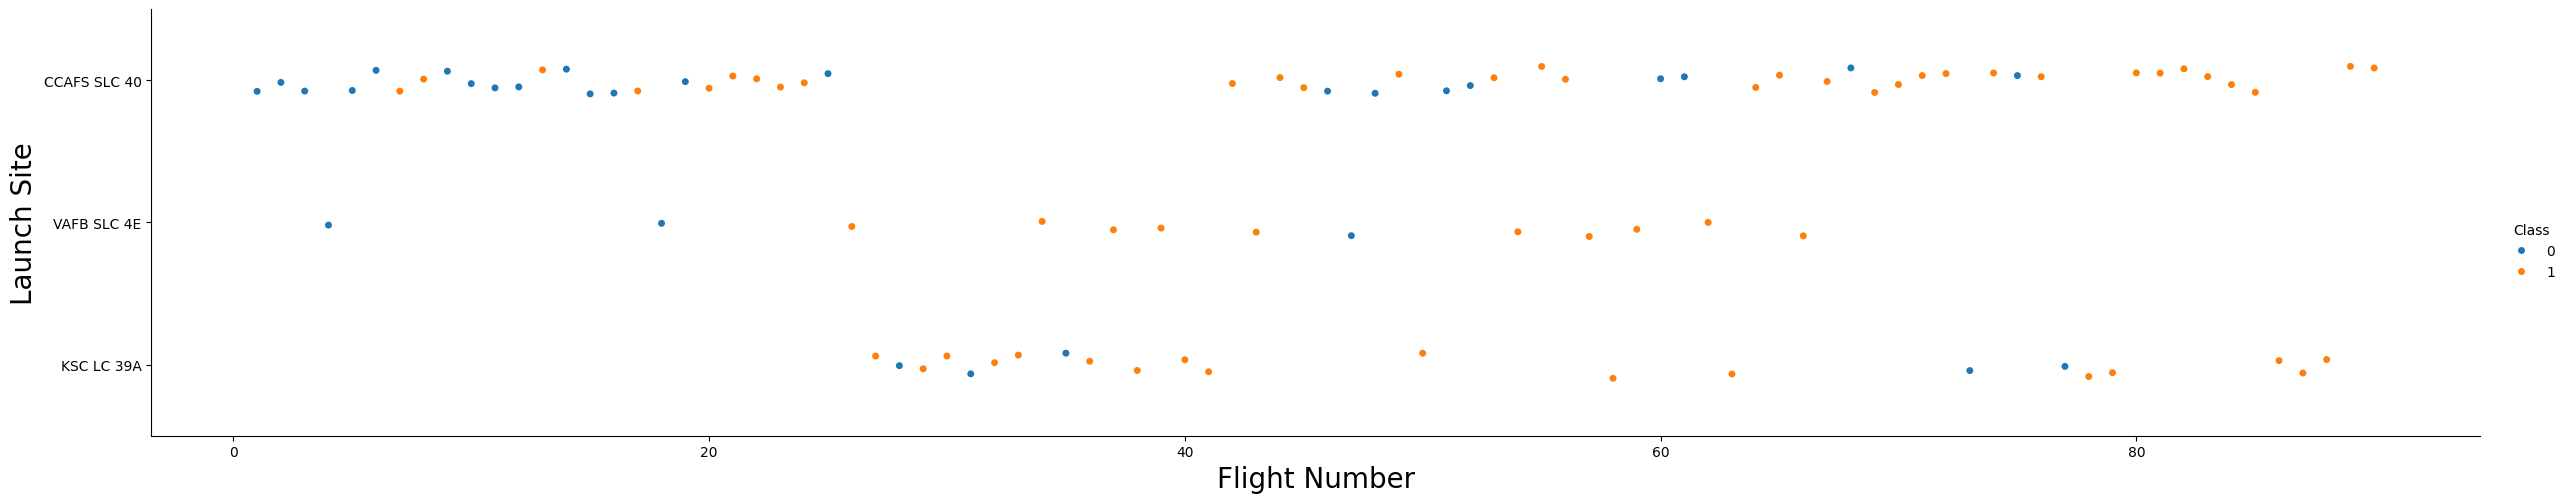 CCAFS SLC 40
VAFB SLC 4E
KSC LC 39A
Launch Site
0 20 40 60 80
Flight Number
Class
0
1